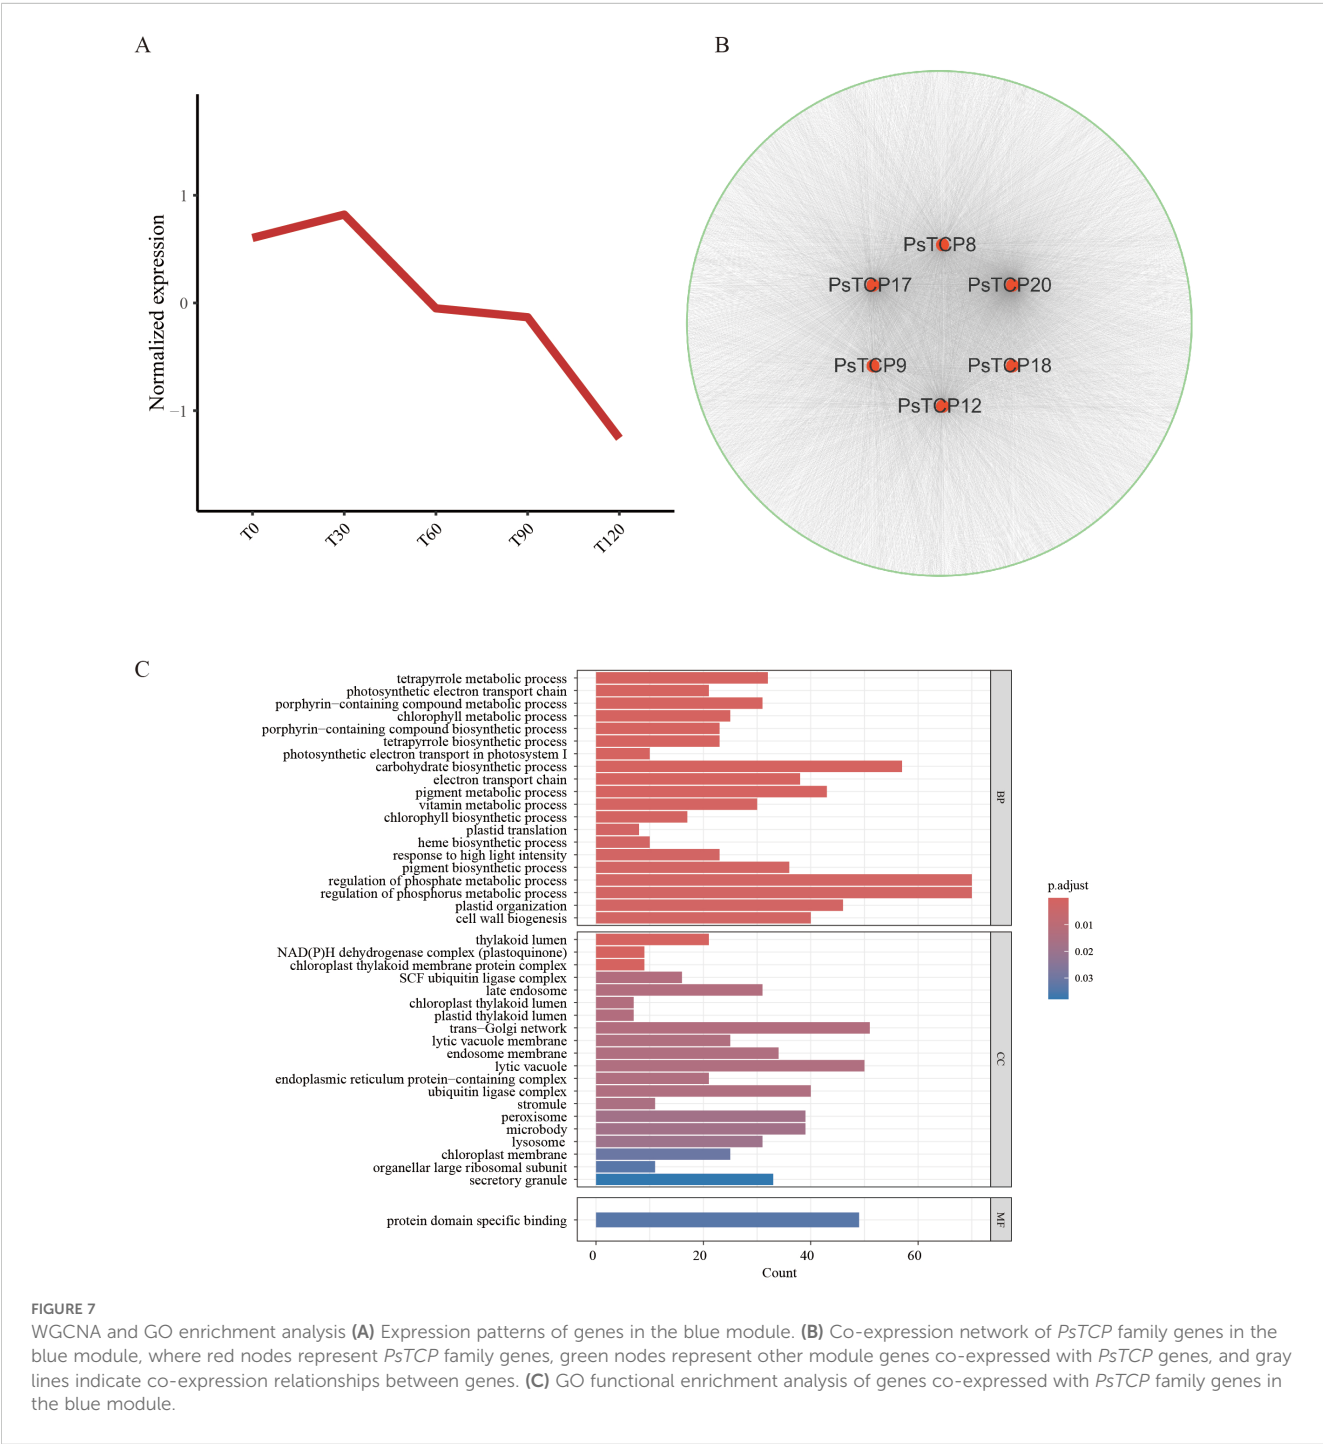 A
B
Normalized expression
1
0
−1
T0
T30
T60
T90
T120
PsTCP8
PsTCP17
PsTCP20
PsTCP9
PsTCP18
PsTCP12
C
tetrapyrrole metabolic process
photosynthetic electron transport chain
porphyrin−containing compound metabolic process
chlorophyll metabolic process
porphyrin−containing compound biosynthetic process
tetrapyrrole biosynthetic process
photosynthetic electron transport in photosystem I
carbohydrate biosynthetic process
electron transport chain
pigment metabolic process
vitamin metabolic process
chlorophyll biosynthetic process
plastid translation
heme biosynthetic process
response to high light intensity
pigment biosynthetic process
regulation of phosphate metabolic process
regulation of phosphorus metabolic process
plastid organization
cell wall biogenesis
BP
thylakoid lumen
NAD(P)H dehydrogenase complex (plastoquinone)
chloroplast thylakoid membrane protein complex
SCF ubiquitin ligase complex
late endosome
chloroplast thylakoid lumen
plastid thylakoid lumen
trans−Golgi network
lytic vacuole membrane
endosome membrane
lytic vacuole
endoplasmic reticulum protein−containing complex
ubiquitin ligase complex
stromule
peroxisome
microbody
lysosome
chloroplast membrane
organellar large ribosomal subunit
secretory granule
CC
protein domain specific binding
MF
0
20
40
60
Count
p.adjust
0.01
0.02
0.03
FIGURE 7
WGCNA and GO enrichment analysis (A) Expression patterns of genes in the blue module. (B) Co-expression network of PsTCP family genes in the
blue module, where red nodes represent PsTCP family genes, green nodes represent other module genes co-expressed with PsTCP genes, and gray
lines indicate co-expression relationships between genes. (C) GO functional enrichment analysis of genes co-expressed with PsTCP family genes in
the blue module.